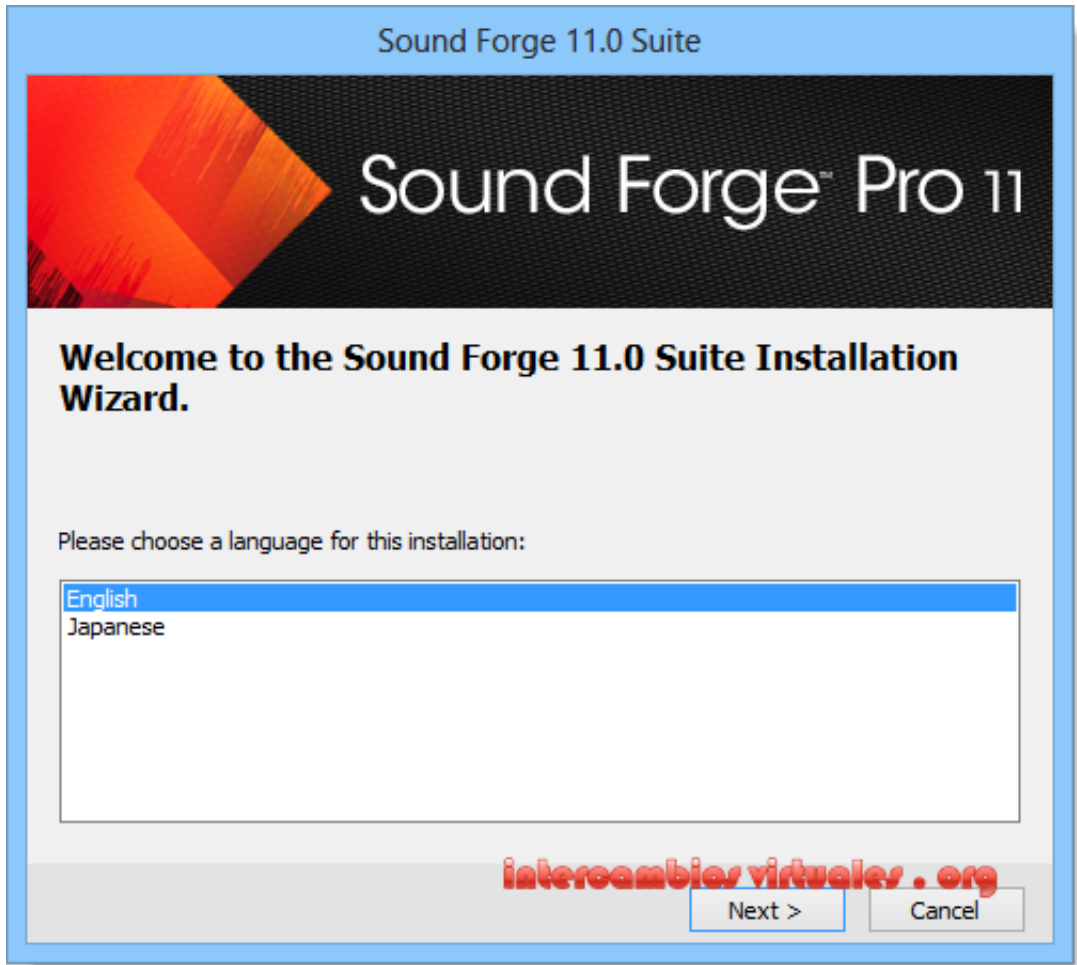 Sound Forge 11.0 Suite
Sound Forge™ Pro 11
Welcome to the Sound Forge 11.0 Suite Installation
Wizard.
Please choose a language for this installation:
English
Japanese
intercambios virtuales . org
Next >
Cancel